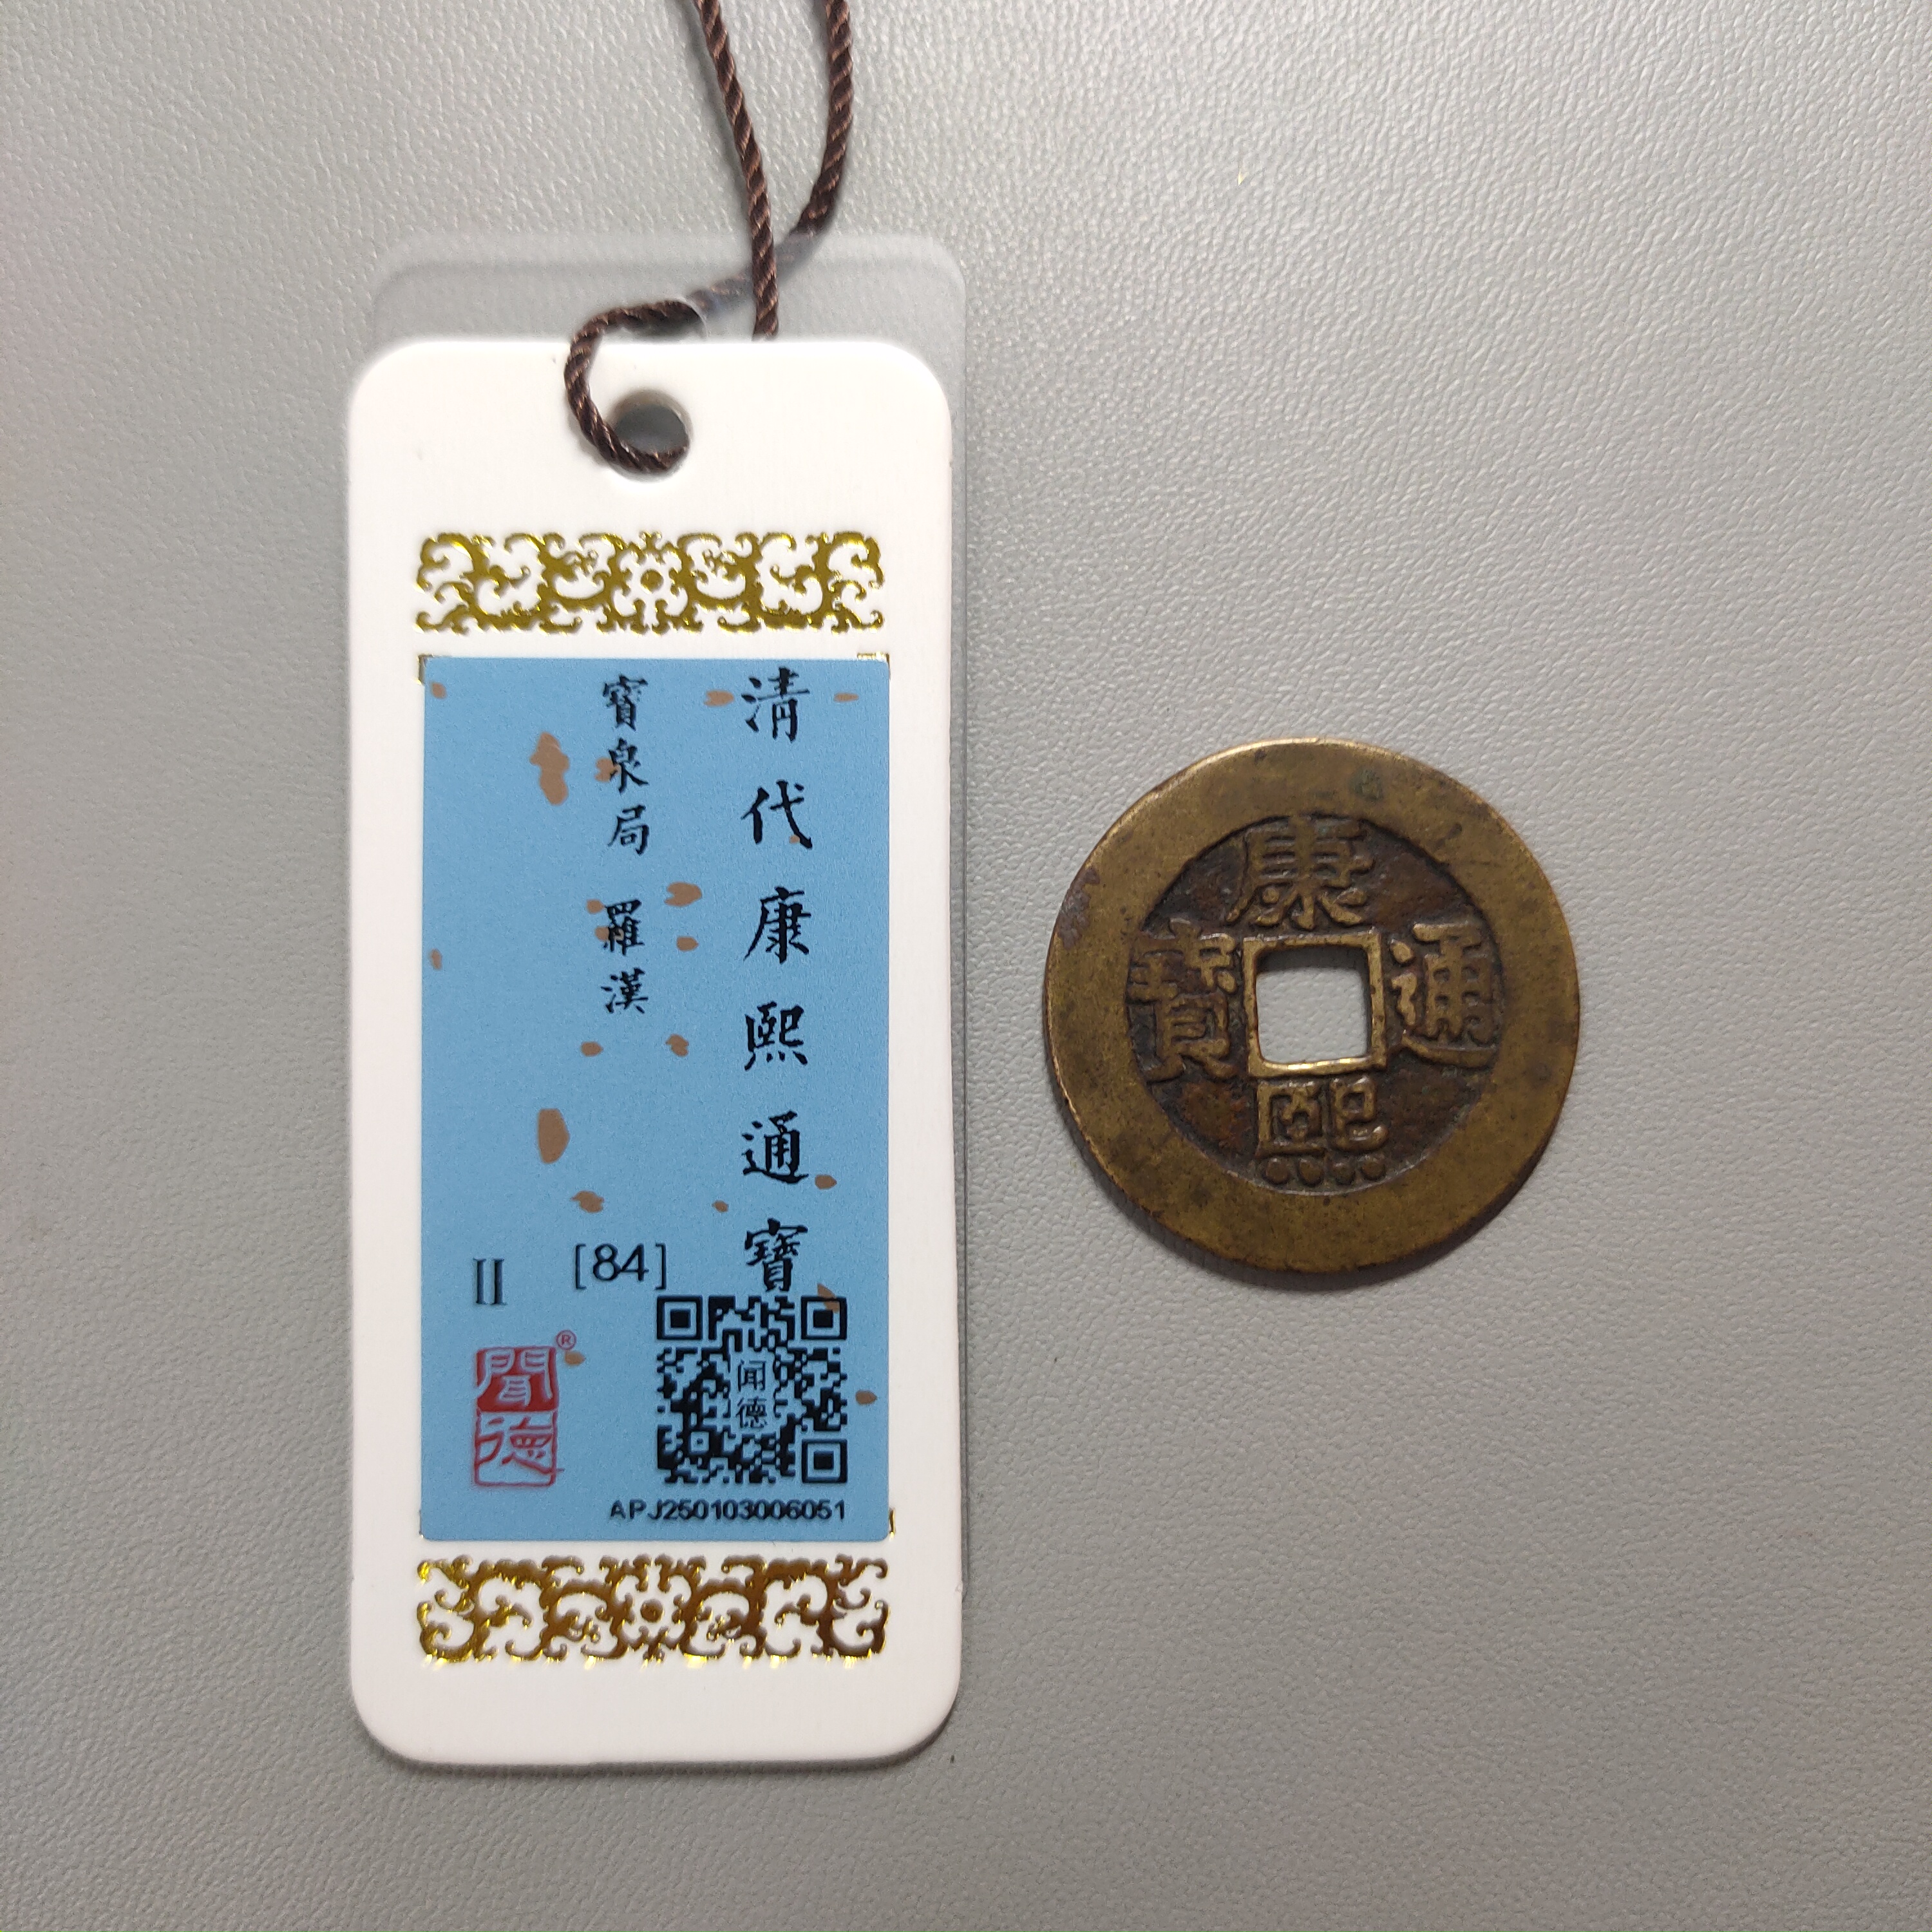 清代康熙通寶
寶泉局 羅漢
[84]
II
聞德®
闻德
APJ250103006051
康熙通寶